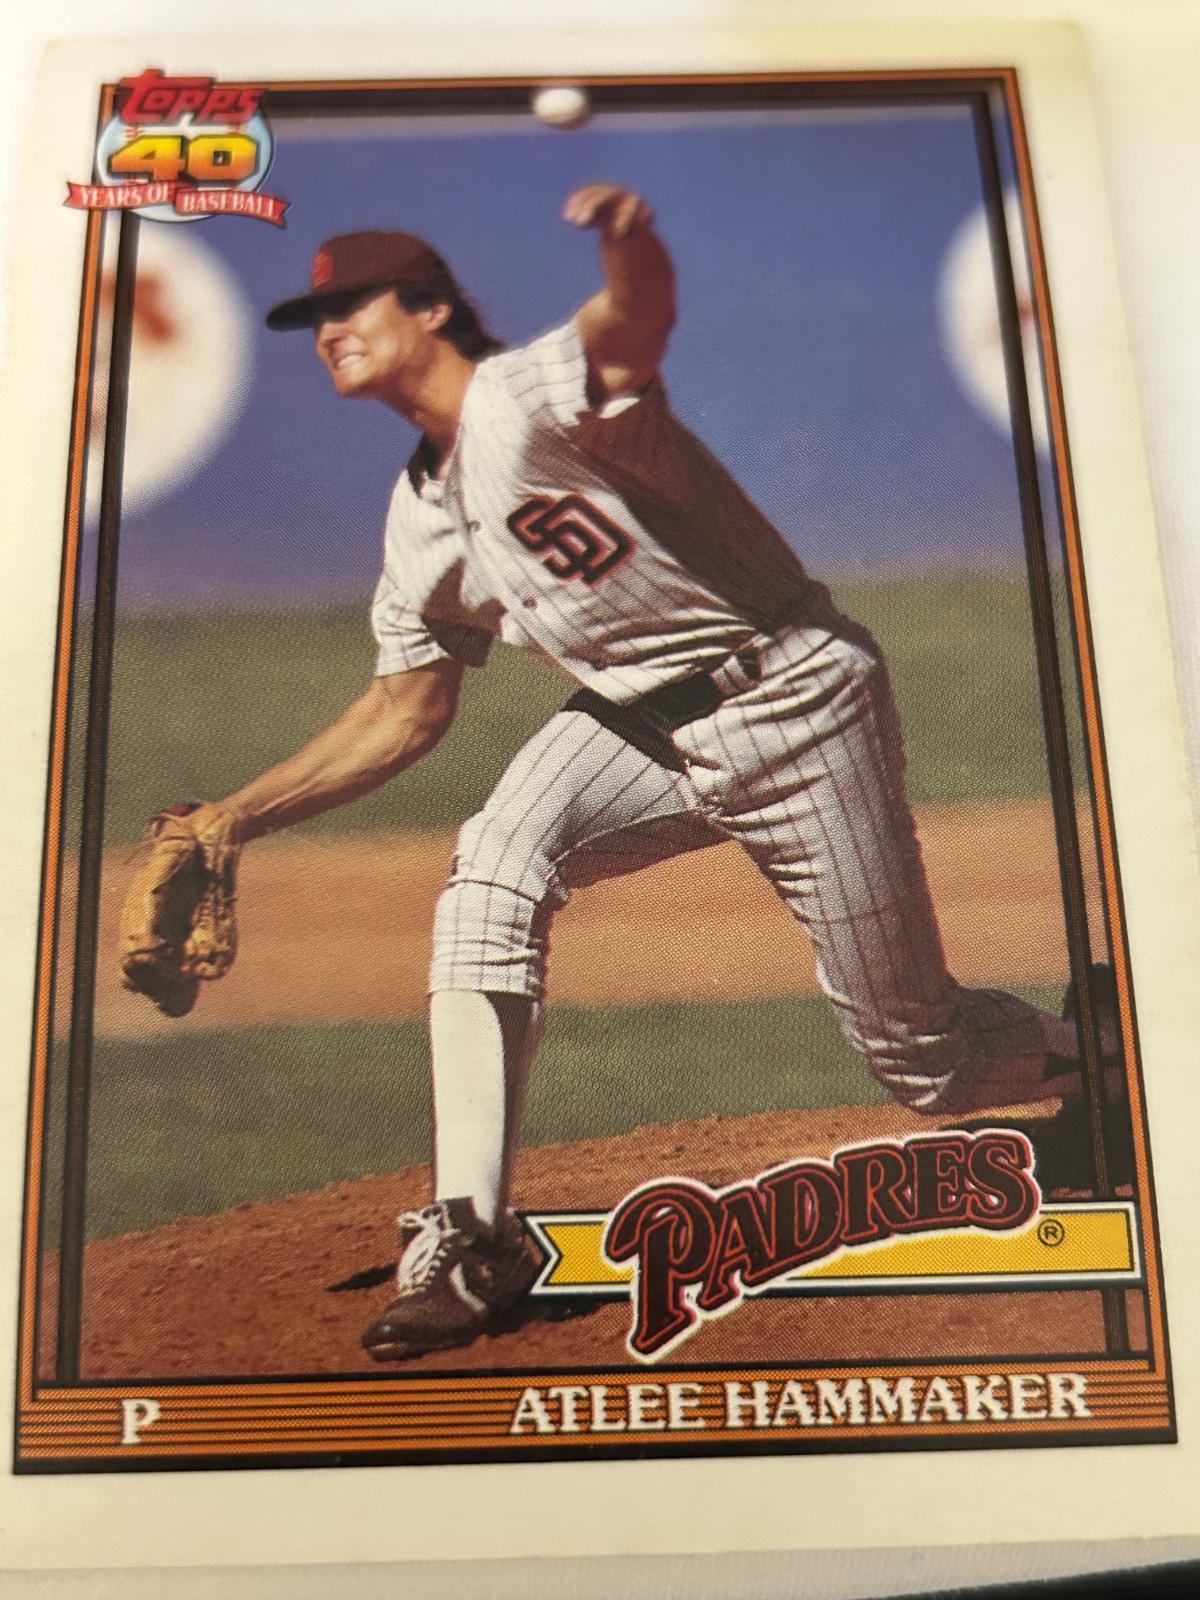 Topps
40
YEARS OF BASEBALL
SD
PADRES ®
P ATLEE HAMMAKER